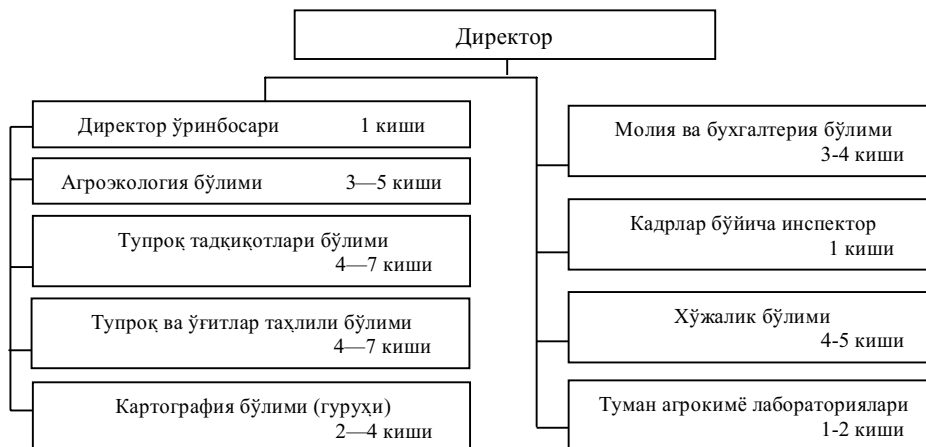 Директор
Директор ўринбосари 1 киши
Агроэкология бўлими 3—5 киши
Тупроқ тадқиқотлари бўлими
4—7 киши
Тупроқ ва ўғитлар таҳлили бўлими
4—7 киши
Картография бўлими (гуруҳи)
2—4 киши
Молия ва бухгалтерия бўлими
3-4 киши
Кадрлар бўйича инспектор
1 киши
Хўжалик бўлими
4-5 киши
Туман агрокимё лабораториялари
1-2 киши